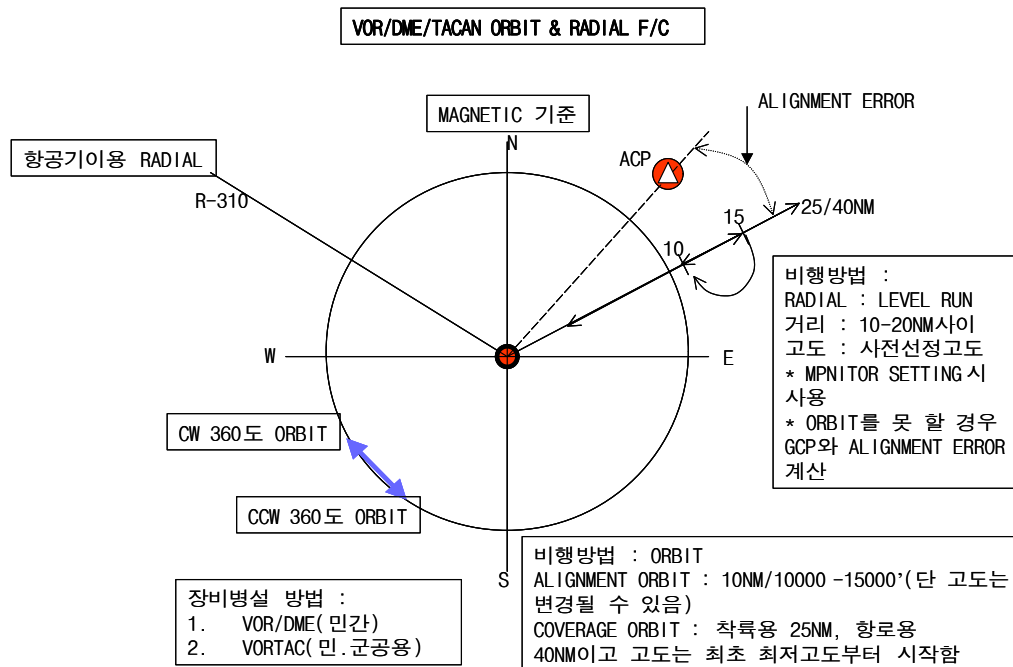 VOR/DME/TACAN ORBIT & RADIAL F/C
MAGNETIC 기준
ALIGNMENT ERROR
항공기이용 RADIAL
N
ACP
R-310
15
25/40NM
10
비행방법 :
RADIAL : LEVEL RUN
거리 : 10-20NM사이
고도 : 사전선정고도
* MPNITOR SETTING시
사용
* ORBIT를 못 할 경우
GCP와 ALIGNMENT ERROR
계산
W
E
CW 360도 ORBIT
CCW 360도 ORBIT
S
비행방법 : ORBIT
ALIGNMENT ORBIT : 10NM/10000 -15000’(단 고도는
변경될 수 있음)
COVERAGE ORBIT : 착륙용 25NM, 항로용
40NM이고 고도는 최초 최저고도부터 시작함
장비병설 방법 :
1. VOR/DME(민간)
2. VORTAC(민.군공용)